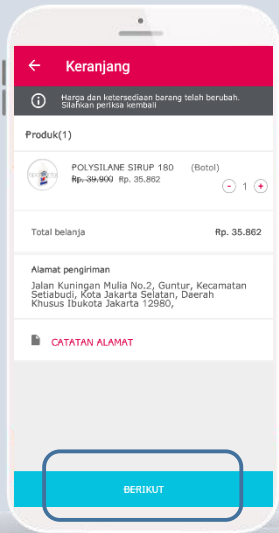 Keranjang
Harga dan ketersediaan barang telah berubah.
Silahkan periksa kembali
Produk(1)
POLYSILANE SIRUP 180 (Botol)
Rp. 39.900 Rp. 35.862
- 1 +
Total belanja Rp. 35.862
Alamat pengiriman
Jalan Kuningan Mulia No.2, Guntur, Kecamatan
Setiabudi, Kota Jakarta Selatan, Daerah
Khusus Ibukota Jakarta 12980,
CATATAN ALAMAT
BERIKUT